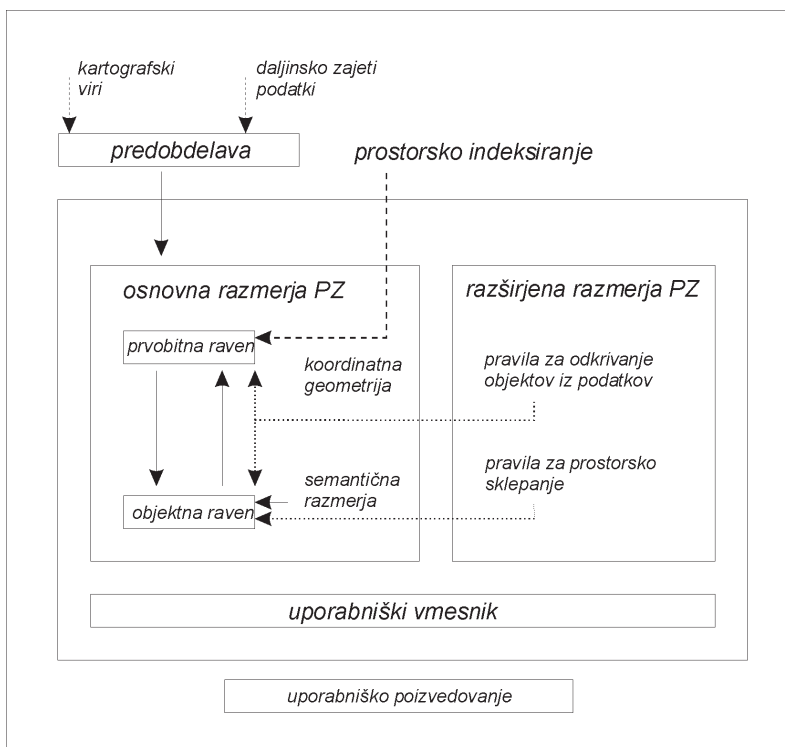 kartografski
viri
daljinsko zajeti
podatki
predobdelava
prostorsko indeksiranje
osnovna razmerja PZ
razširjena razmerja PZ
prvobitna raven
koordinatna
geometrija
pravila za odkrivanje
objektov iz podatkov
semantična
razmerja
pravila za prostorsko
sklepanje
objektna raven
uporabniški vmesnik
uporabniško poizvedovanje